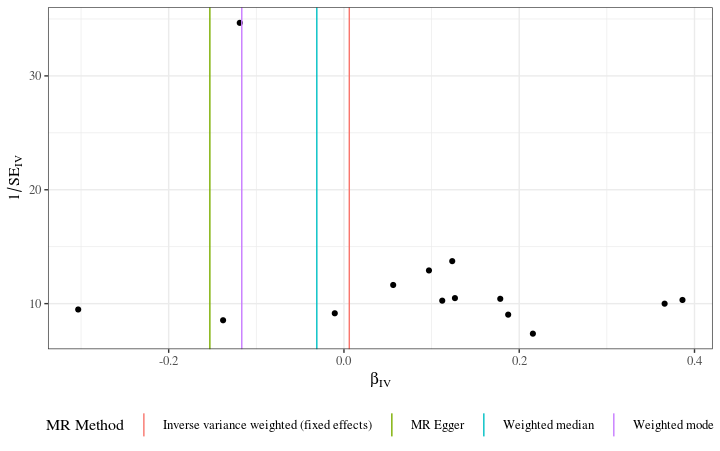 30
20
10
1/SE_IV
-0.2 0.0 0.2 0.4
β_IV
MR Method Inverse variance weighted (fixed effects) MR Egger Weighted median Weighted mode